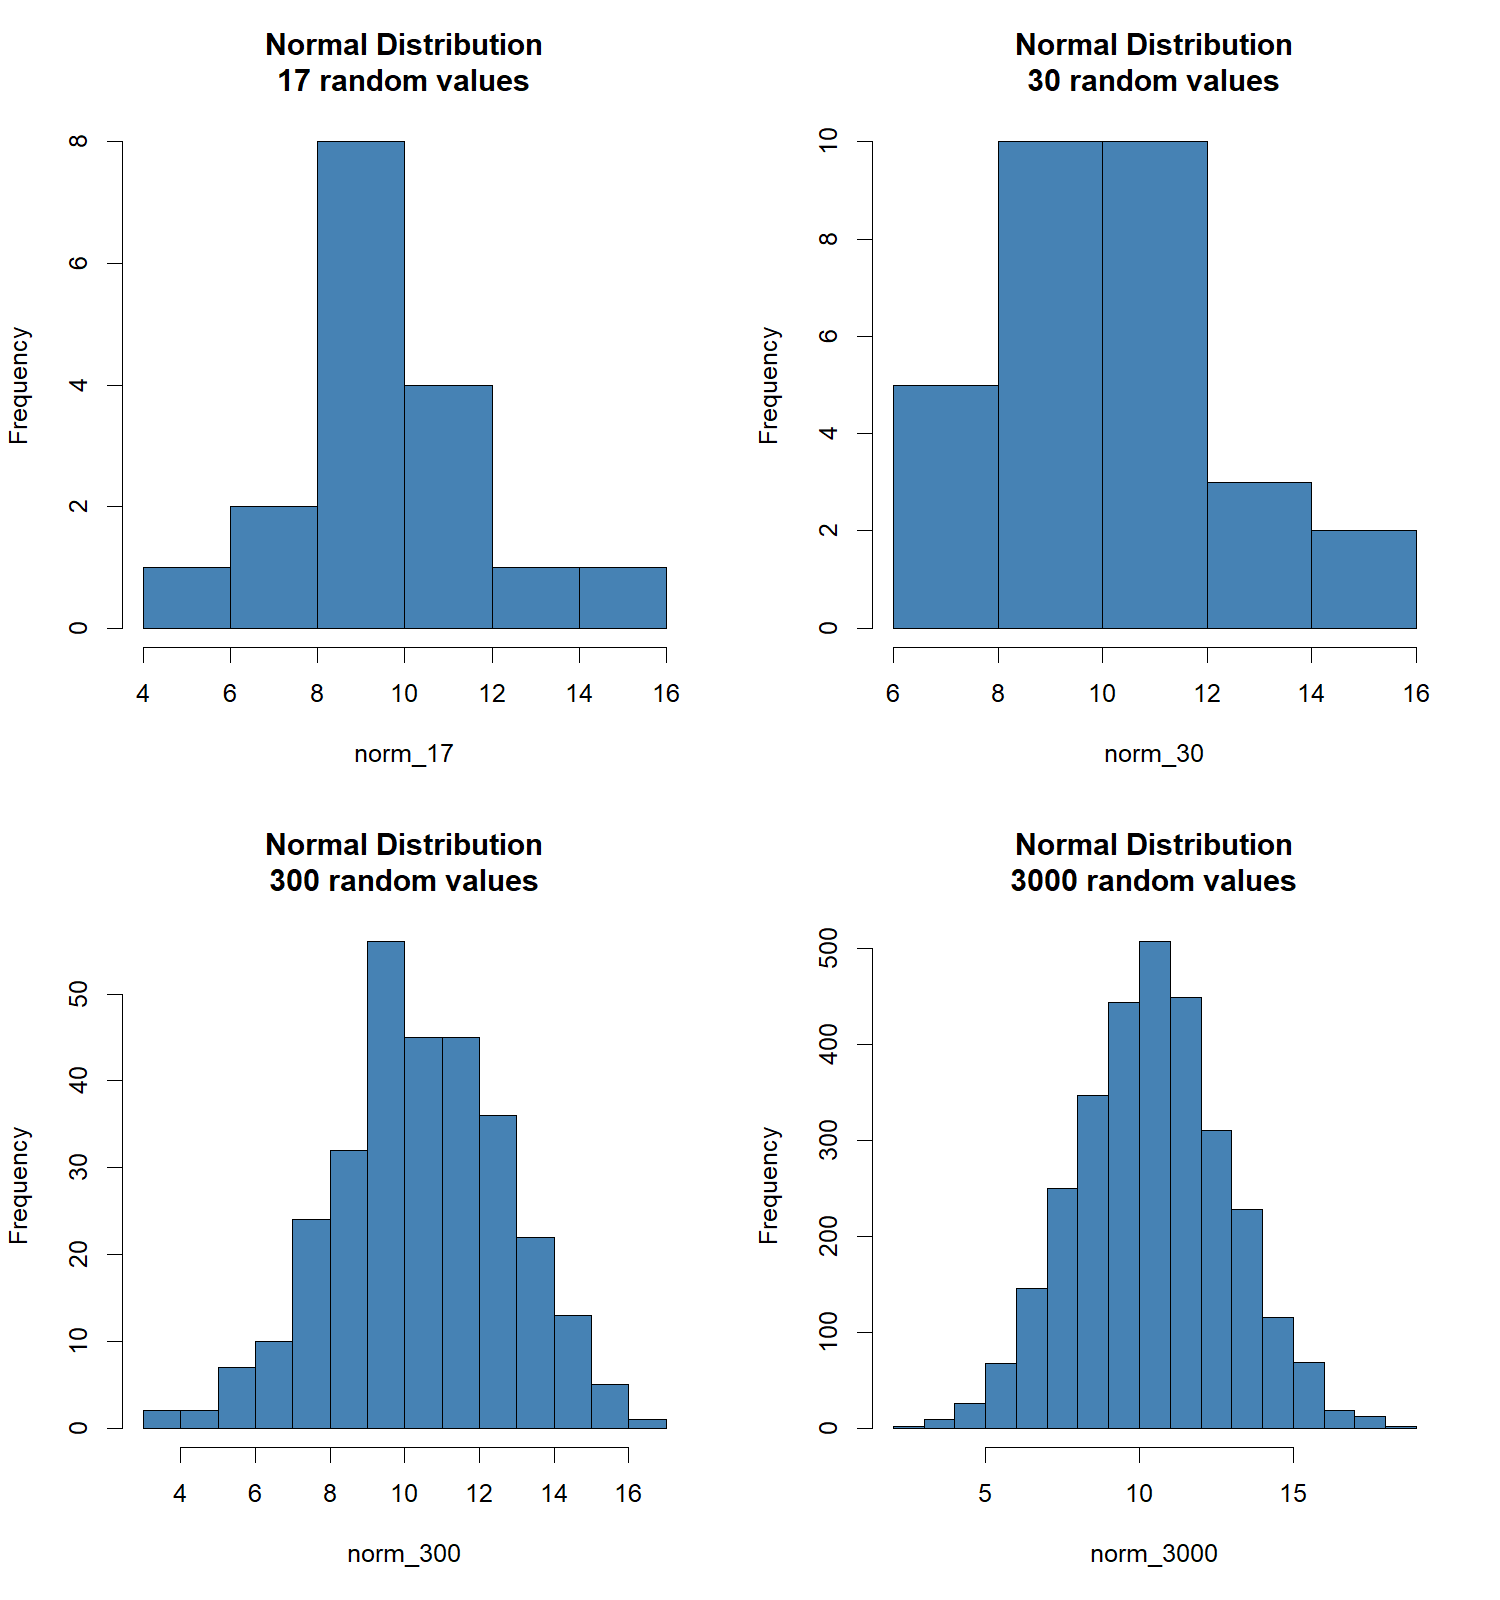 Normal Distribution
17 random values
Frequency
0
2
4
6
8
4 6 8 10 12 14 16
norm_17
Normal Distribution
30 random values
Frequency
0
2
4
6
8
10
6 8 10 12 14 16
norm_30
Normal Distribution
300 random values
Frequency
0
10
20
30
40
50
4 6 8 10 12 14 16
norm_300
Normal Distribution
3000 random values
Frequency
0
100
200
300
400
500
5 10 15
norm_3000